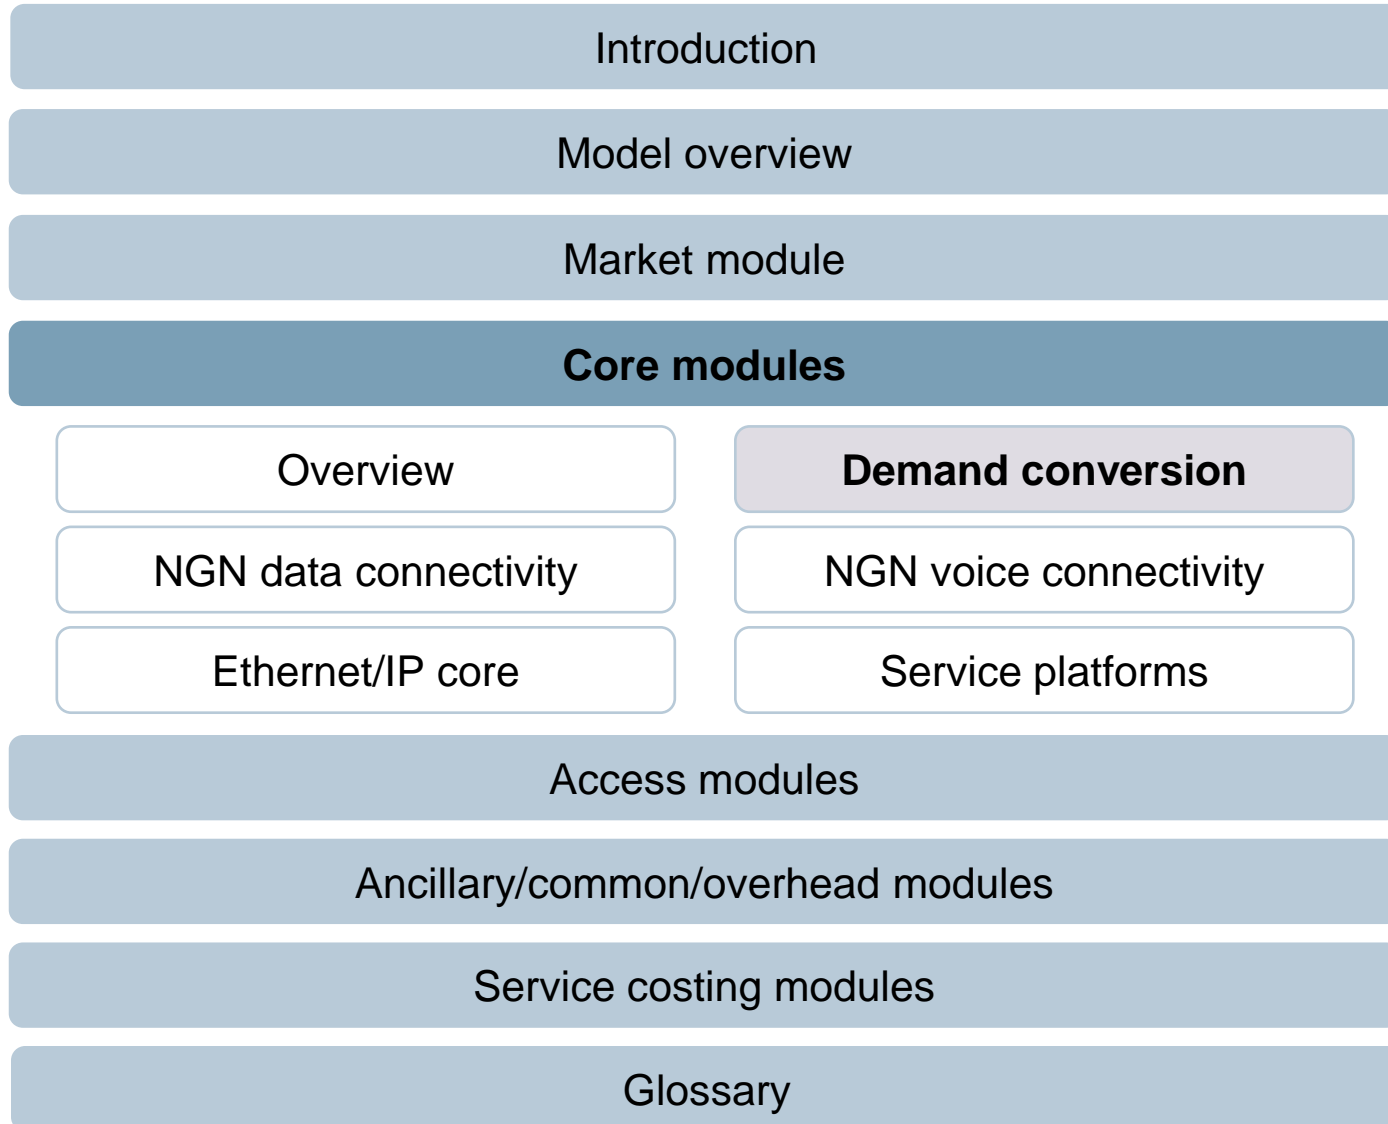 Introduction
Model overview
Market module
Core modules
Overview
Demand conversion
NGN data connectivity
NGN voice connectivity
Ethernet/IP core
Service platforms
Access modules
Ancillary/common/overhead modules
Service costing modules
Glossary